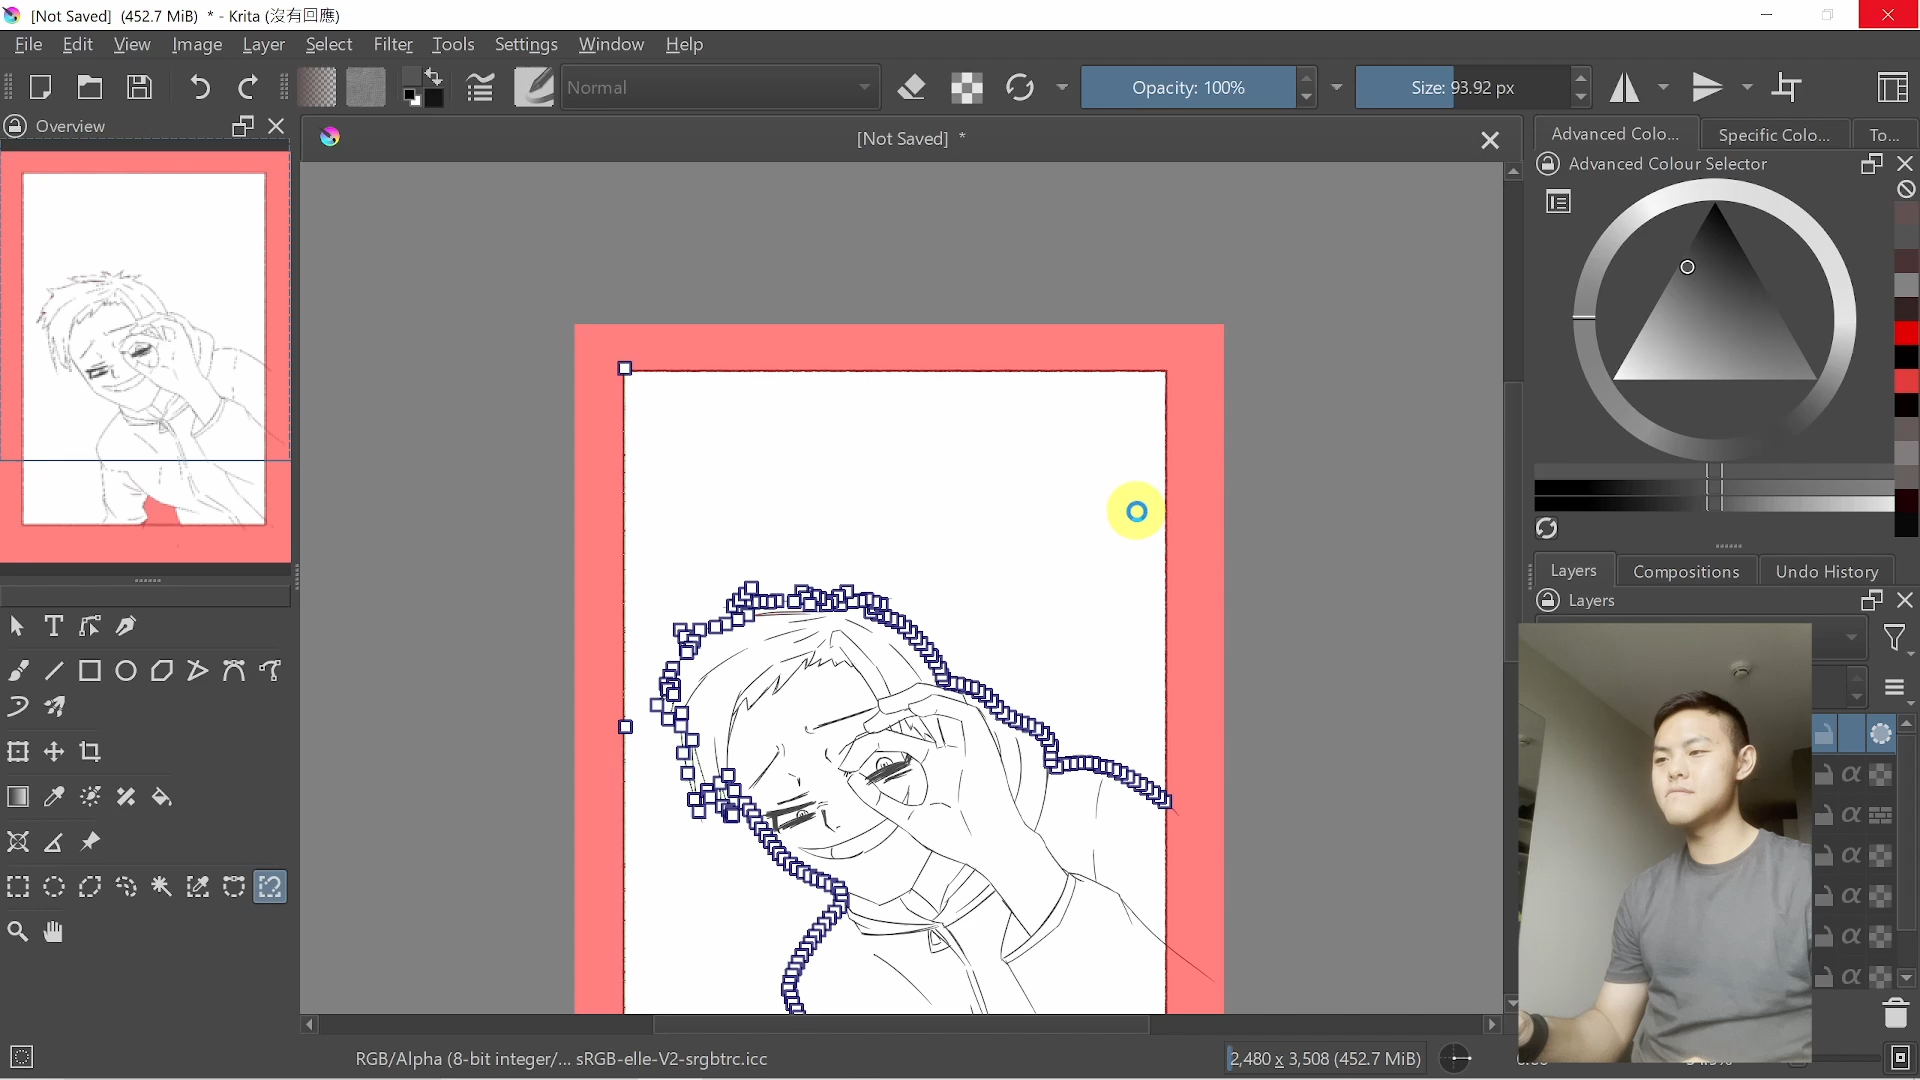 [Not Saved]  (452.7 MiB)  * - Krita (沒有回應)
File Edit View Image Layer Select Filter Tools Settings Window Help
Normal
Opacity: 100%
Size: 93.92 px
Overview
[Not Saved]  *
Advanced Colo...
Specific Colo...
To...
Advanced Colour Selector
Layers
Compositions
Undo History
Layers
RGB/Alpha (8-bit integer/... sRGB-elle-V2-srgbtrc.icc
2,480 x 3,508 (452.7 MiB)